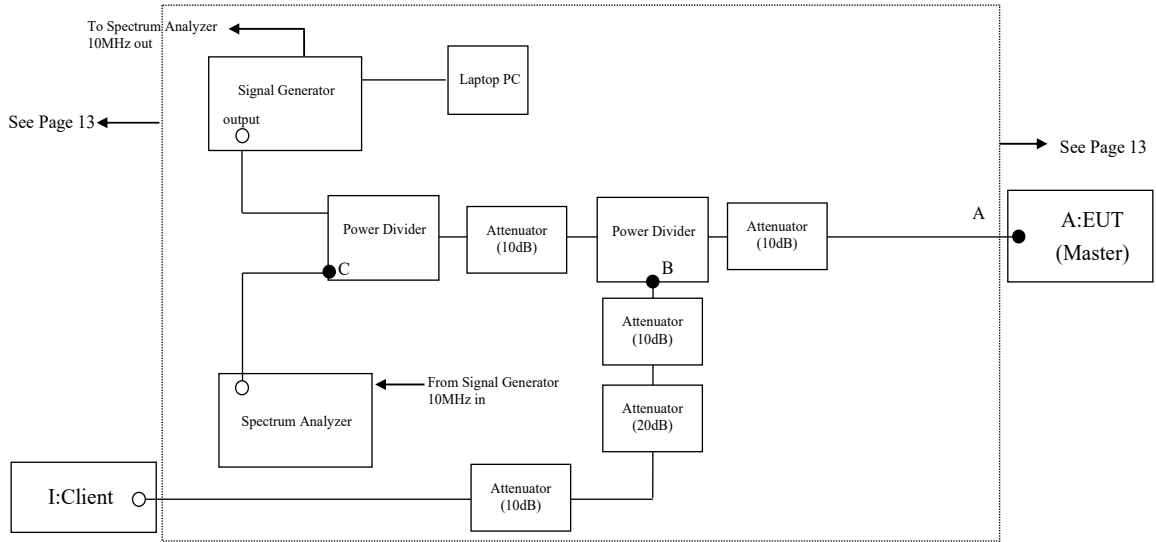 To Spectrum Analyzer
10MHz out
Signal Generator
output
Laptop PC
See Page 13
See Page 13
Power Divider
Attenuator
(10dB)
Power Divider
Attenuator
(10dB)
A
A:EUT
(Master)
C
B
Attenuator
(10dB)
From Signal Generator
10MHz in
Spectrum Analyzer
Attenuator
(20dB)
I:Client
Attenuator
(10dB)